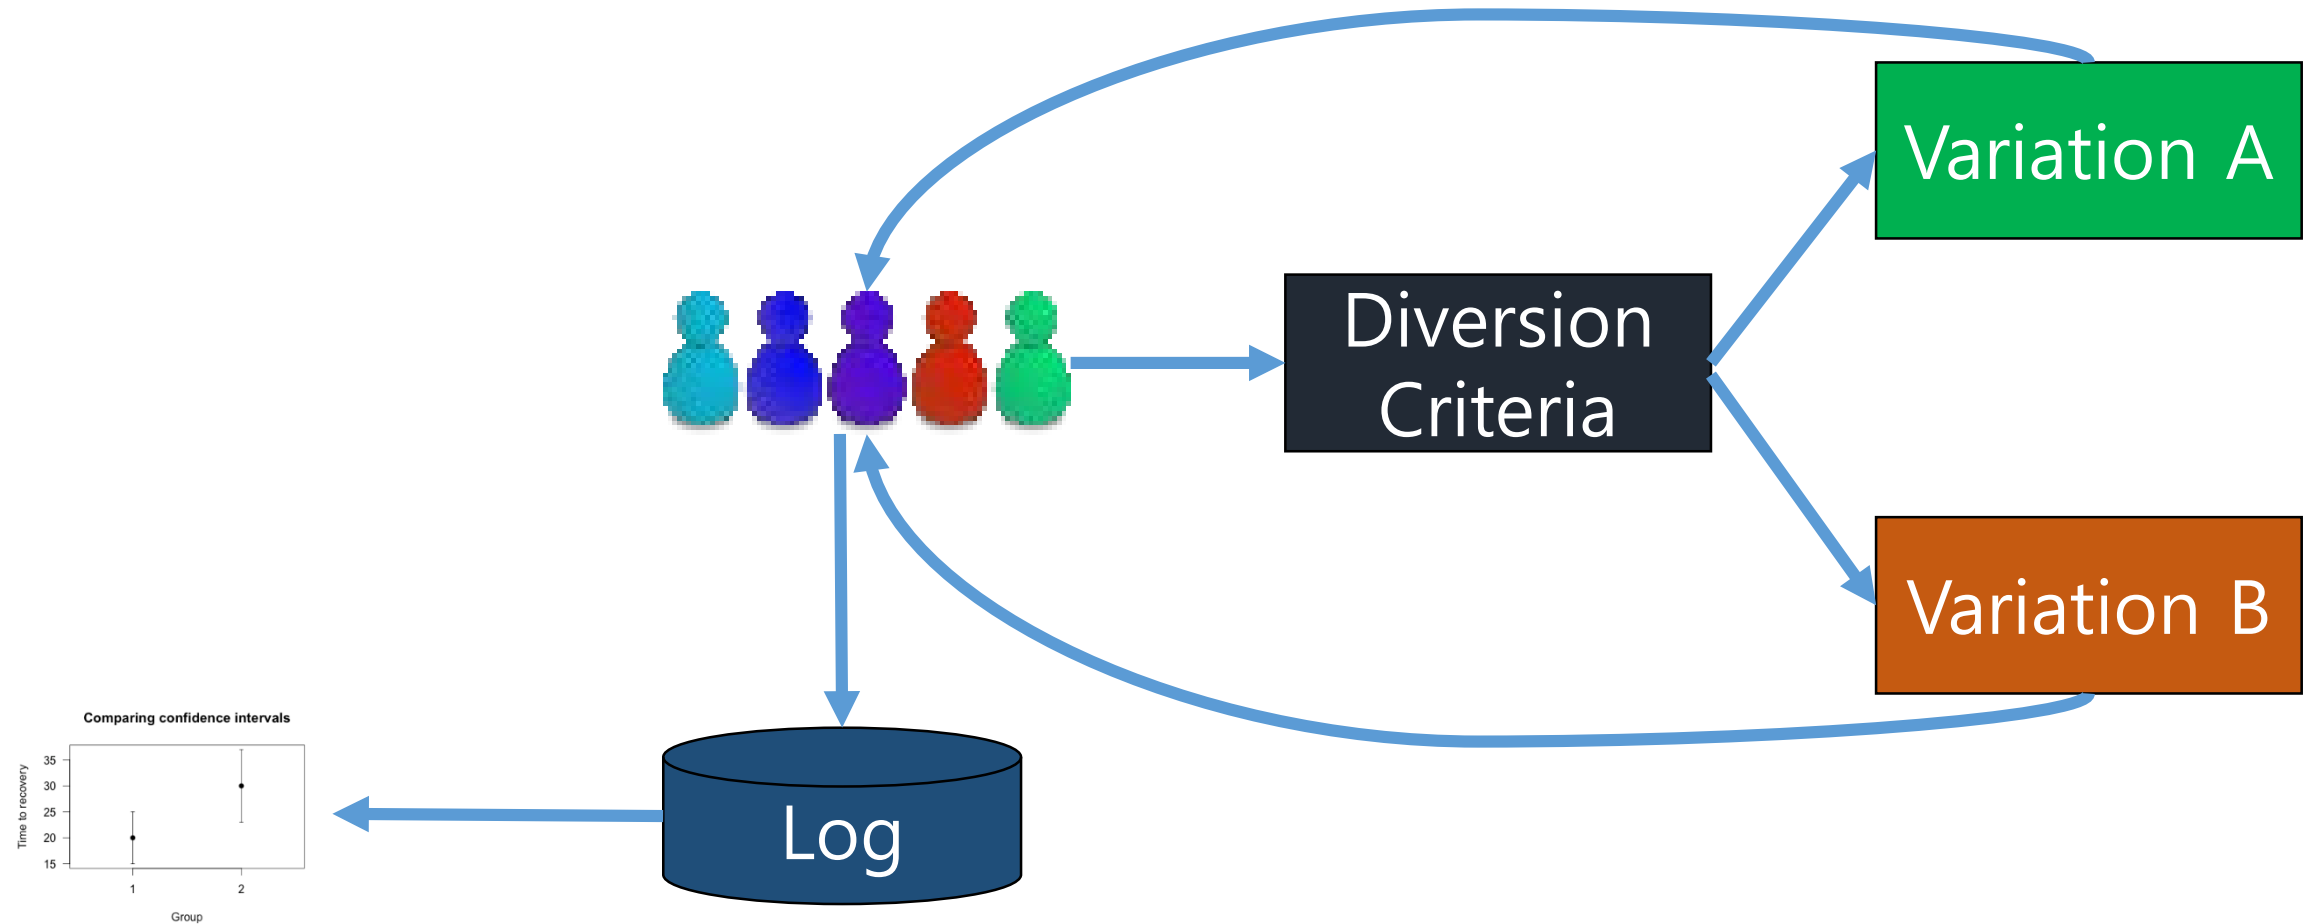 Variation A
Diversion
Criteria
Variation B
Log
Comparing confidence intervals
Time to recovery
35
30
25
20
15
1 2
Group